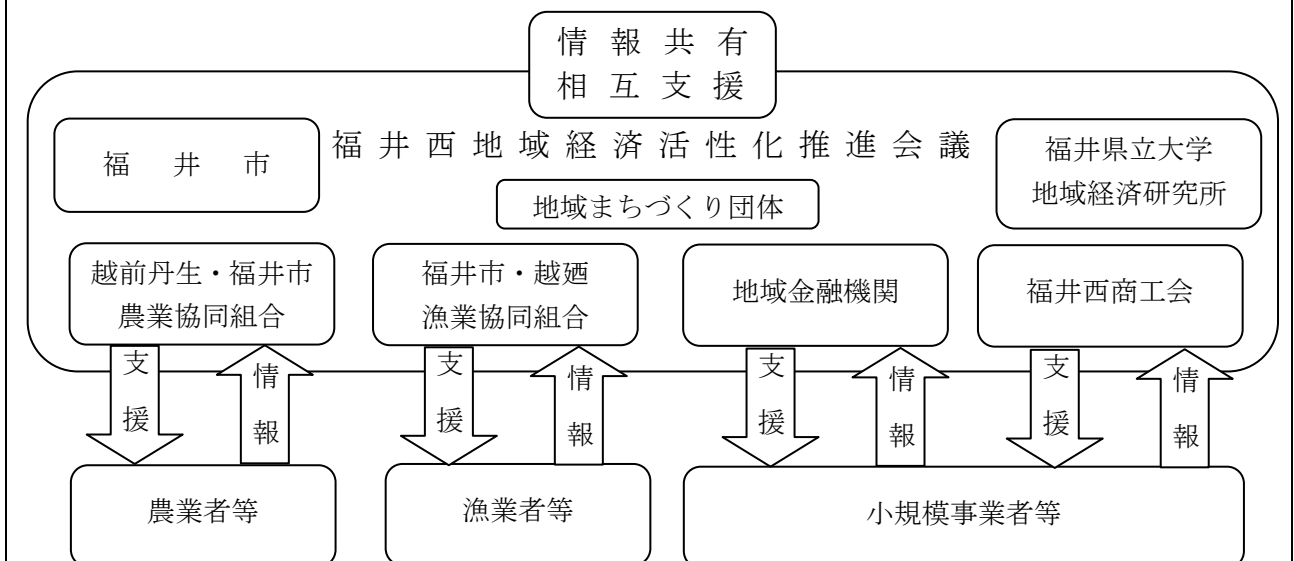 情報共有
相互支援
福井西地域経済活性化推進会議
福井市
福井県立大学
地域経済研究所
地域まちづくり団体
越前丹生・福井市
農業協同組合
福井市・越廼
漁業協同組合
地域金融機関
福井西商工会
支援
情報
支援
情報
支援
情報
支援
情報
農業者等
漁業者等
小規模事業者等